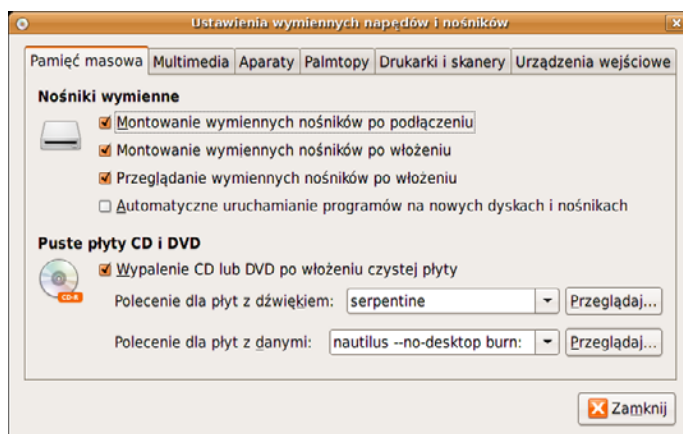 Ustawienia wymiennych napędów i nośników
Pamięć masowa Multimedia Aparaty Palmtopy Drukarki i skanery Urządzenia wejściowe
Nośniki wymienne
Montowanie wymiennych nośników po podłączeniu
Montowanie wymiennych nośników po włożeniu
Przeglądanie wymiennych nośników po włożeniu
Automatyczne uruchamianie programów na nowych dyskach i nośnikach
Puste płyty CD i DVD
Wypalenie CD lub DVD po włożeniu czystej płyty
CD-R
Polecenie dla płyt z dźwiękiem: serpentine Przeglądaj...
Polecenie dla płyt z danymi: nautilus --no-desktop burn: Przeglądaj...
Zamknij